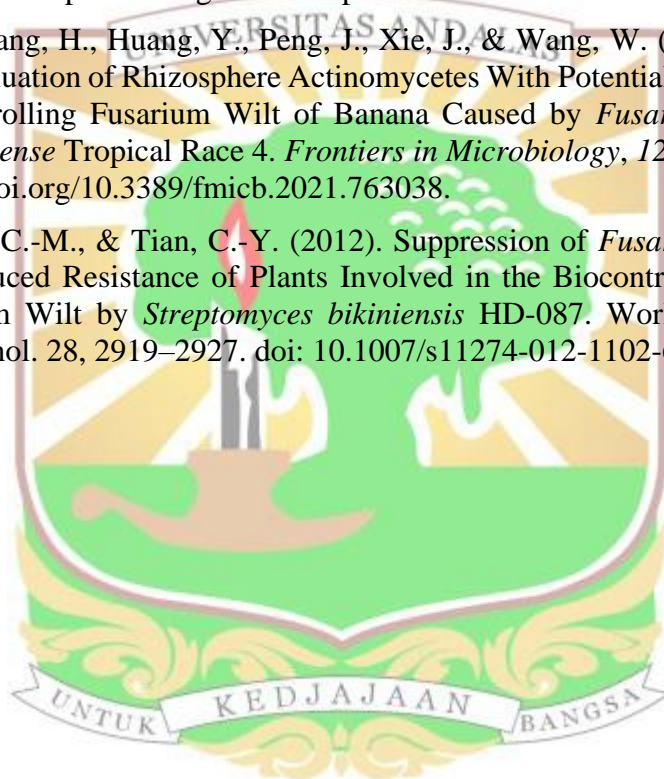 UNIVERSITAS ANDALAS
ang, H., Huang, Y., Peng, J., Xie, J., & Wang, W. (
uation of Rhizosphere Actinomycetes With Potential
rolling Fusarium Wilt of Banana Caused by Fusar
ense Tropical Race 4. Frontiers in Microbiology, 12
oi.org/10.3389/fmicb.2021.763038.
C.-M., & Tian, C.-Y. (2012). Suppression of Fusar
uced Resistance of Plants Involved in the Biocontr
n Wilt by Streptomyces bikiniensis HD-087. Wor
nol. 28, 2919–2927. doi: 10.1007/s11274-012-1102-
UNTUK KEDJAJAAN BANGSA